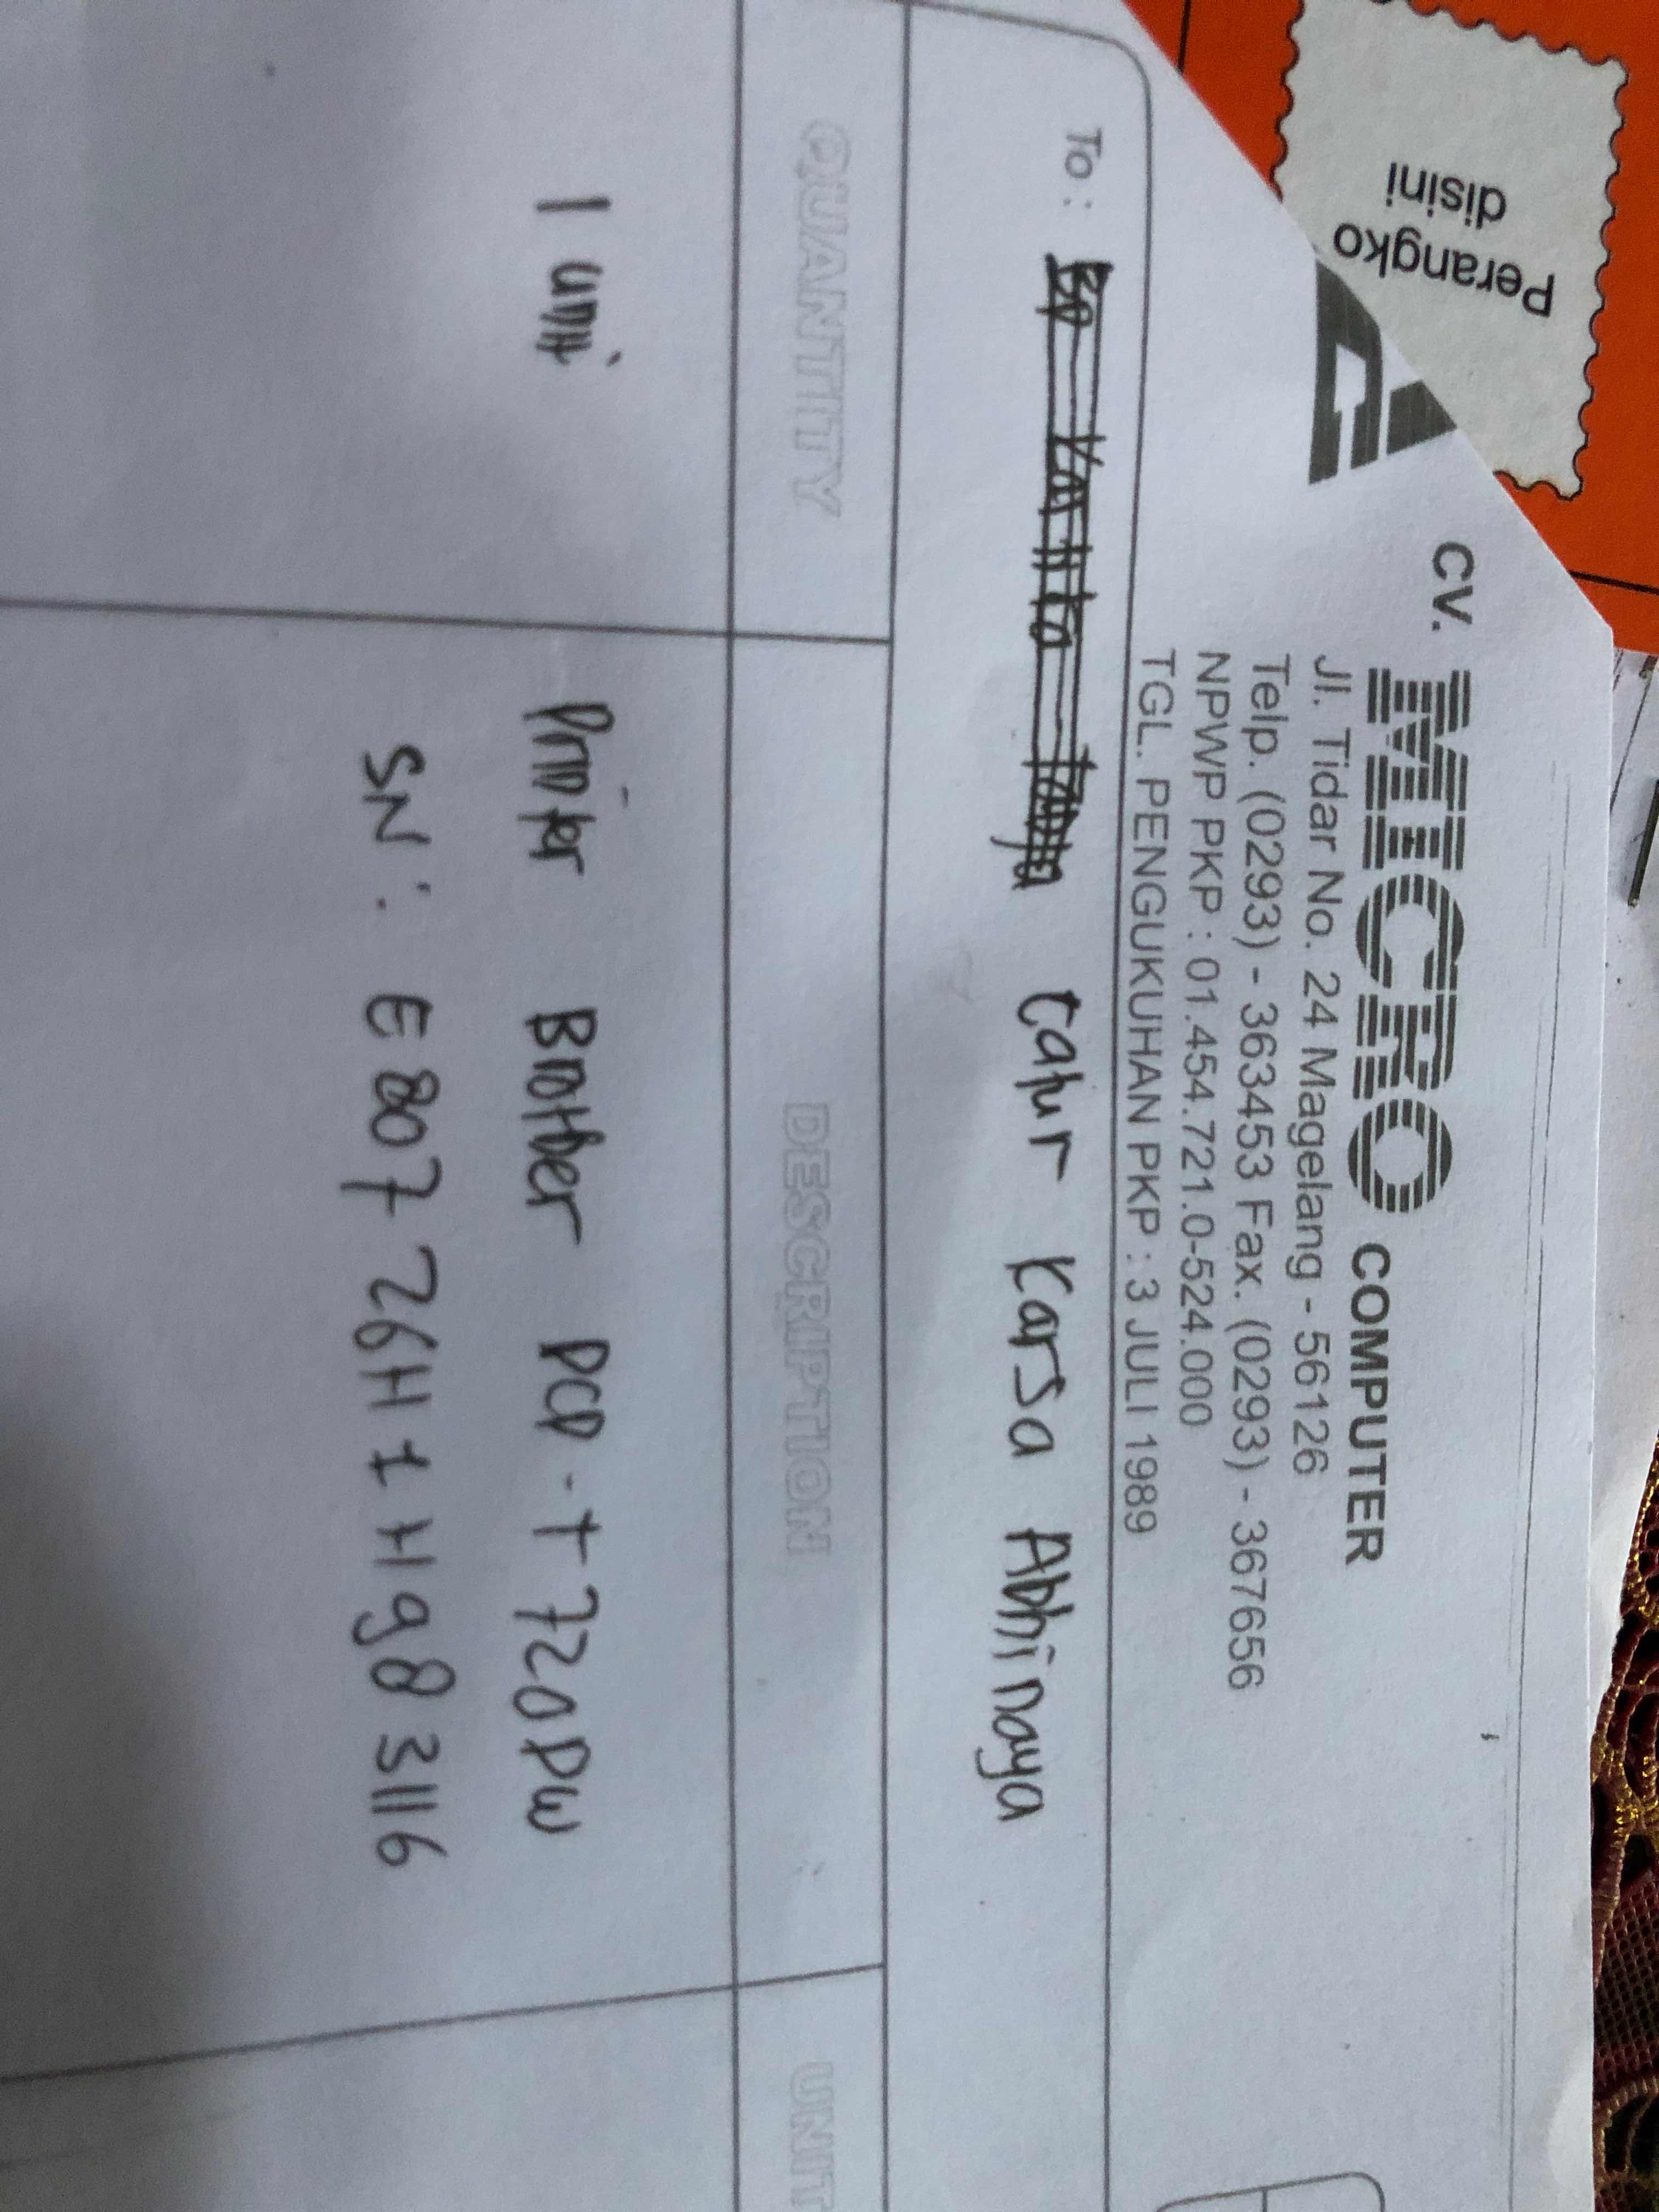 Perangko
disini
CV. MICRO COMPUTER
Jl. Tidar No. 24 Magelang - 56126
Telp. (0293) - 363453 Fax. (0293) - 367656
NPWP PKP : 01.454.721.0-524.000
TGL. PENGUKUHAN PKP : 3 JULI 1989
To : Catur Karsa Abhinaya
QUANTITY DESCRIPTION UNIT
1 unit Printer Brother DCP - T720DW
SN : E80726H1H983116